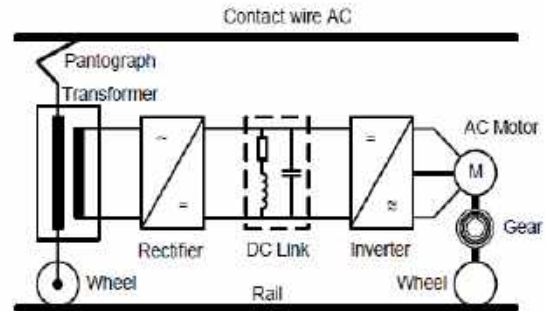 Contact wire AC
Pantograph
Transformer
AC Motor
~
=
=
≈
M
Gear
Rectifier
DC Link
Inverter
Wheel
Rail
Wheel